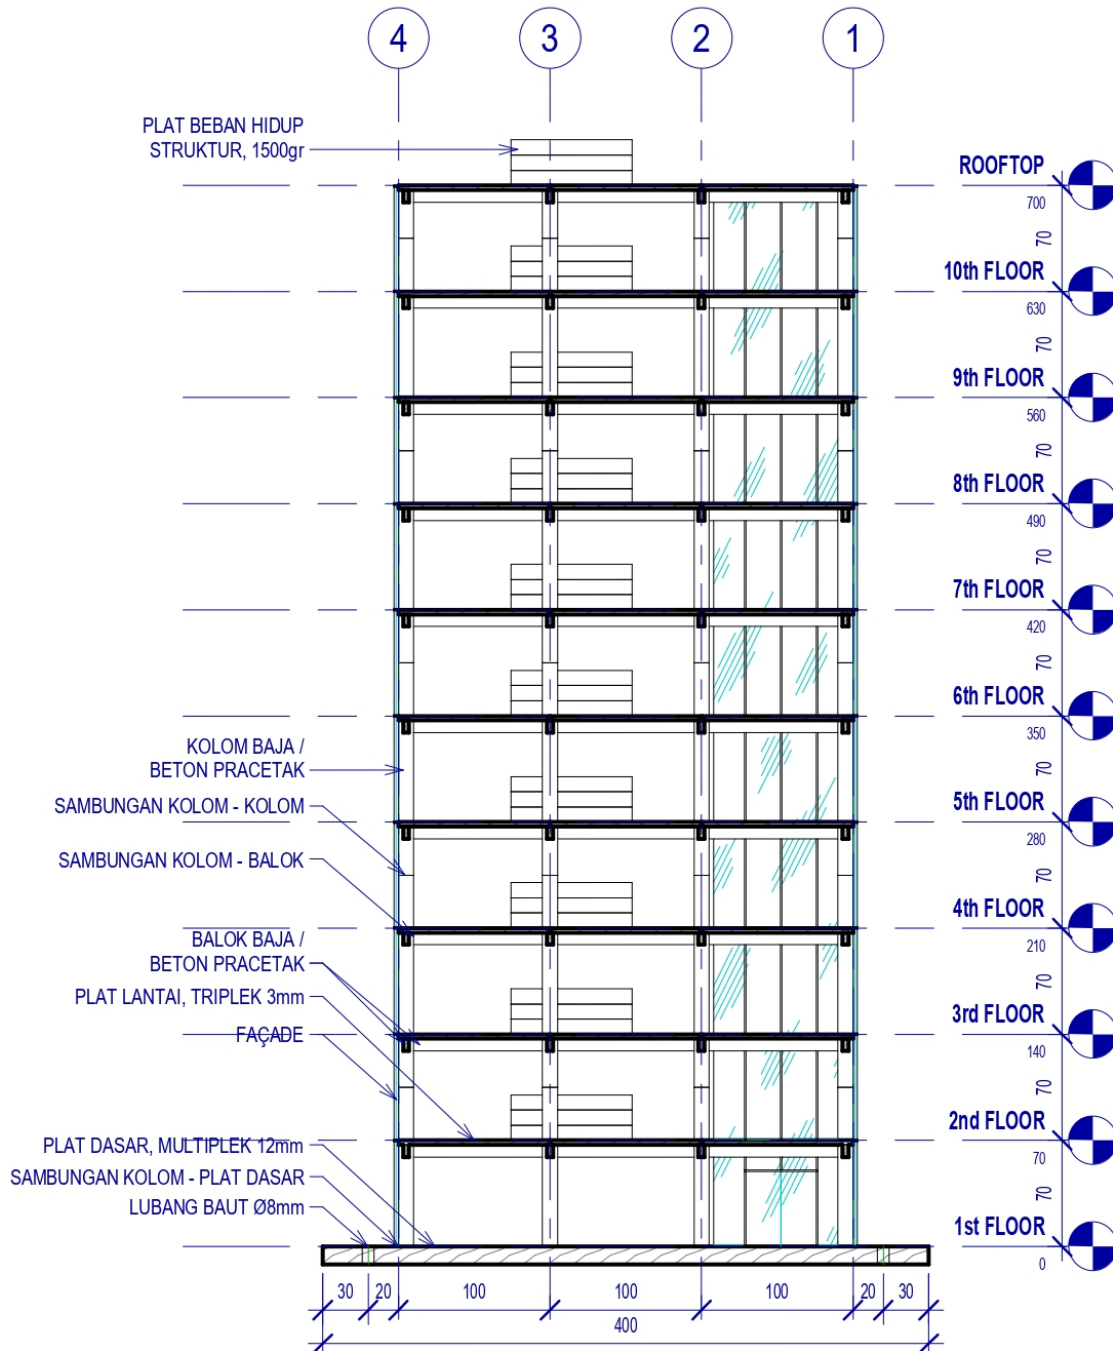 4 3 2 1
PLAT BEBAN HIDUP
STRUKTUR, 1500gr
ROOFTOP
700
70
10th FLOOR
630
70
9th FLOOR
560
70
8th FLOOR
490
70
7th FLOOR
420
70
6th FLOOR
350
70
KOLOM BAJA /
BETON PRACETAK
SAMBUNGAN KOLOM - KOLOM
5th FLOOR
280
70
SAMBUNGAN KOLOM - BALOK
4th FLOOR
210
70
BALOK BAJA /
BETON PRACETAK
PLAT LANTAI, TRIPLEK 3mm
3rd FLOOR
140
70
FAÇADE
2nd FLOOR
70
70
PLAT DASAR, MULTIPLEK 12mm
SAMBUNGAN KOLOM - PLAT DASAR
LUBANG BAUT Ø8mm
1st FLOOR
0
30 20 100 100 100 20 30
400